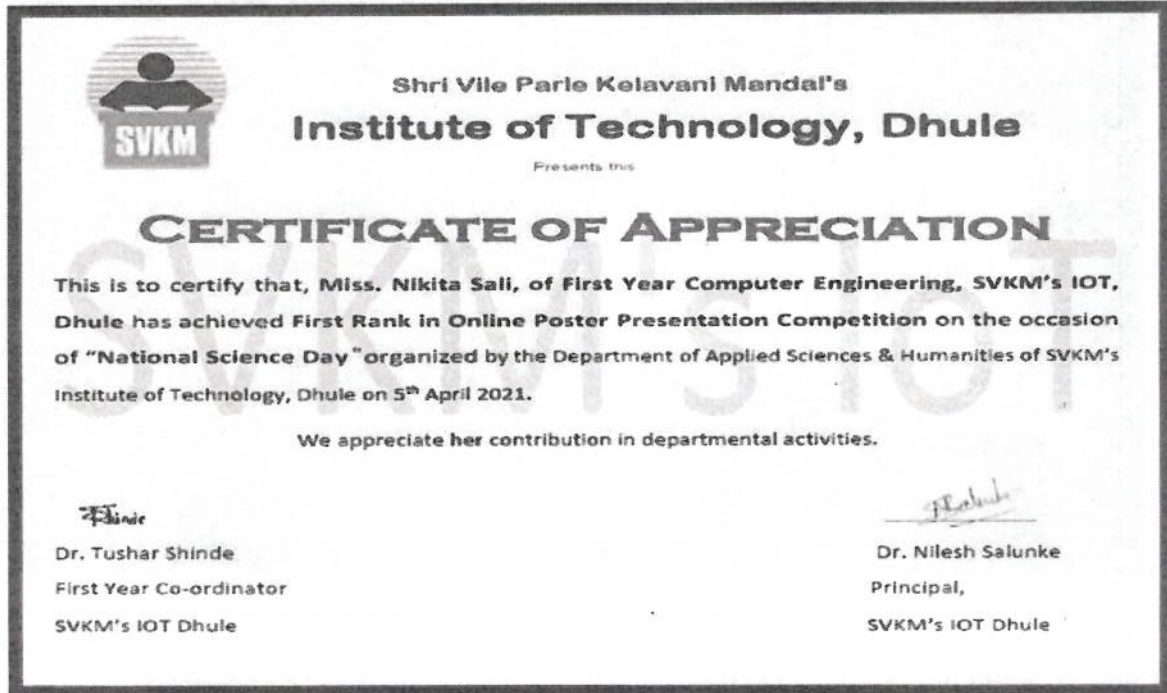 SVKM
Shri Vile Parle Kelavani Mandal's
Institute of Technology, Dhule
Presents this
CERTIFICATE OF APPRECIATION
SVKM's IoT
This is to certify that, Miss. Nikita Sali, of First Year Computer Engineering, SVKM's IOT,
Dhule has achieved First Rank in Online Poster Presentation Competition on the occasion
of "National Science Day" organized by the Department of Applied Sciences & Humanities of SVKM's
Institute of Technology, Dhule on 5th April 2021.
We appreciate her contribution in departmental activities.
Dr. Tushar Shinde
First Year Co-ordinator
SVKM's IOT Dhule
Dr. Nilesh Salunke
Principal,
SVKM's IOT Dhule